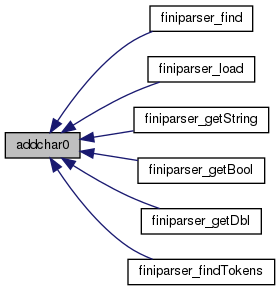 finiparser_find
finiparser_load
finiparser_getString
addchar0
finiparser_getBool
finiparser_getDbl
finiparser_findTokens